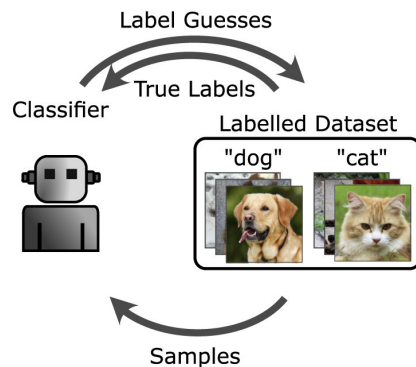 Label Guesses
True Labels
Classifier
Labelled Dataset
"dog" "cat"
Samples